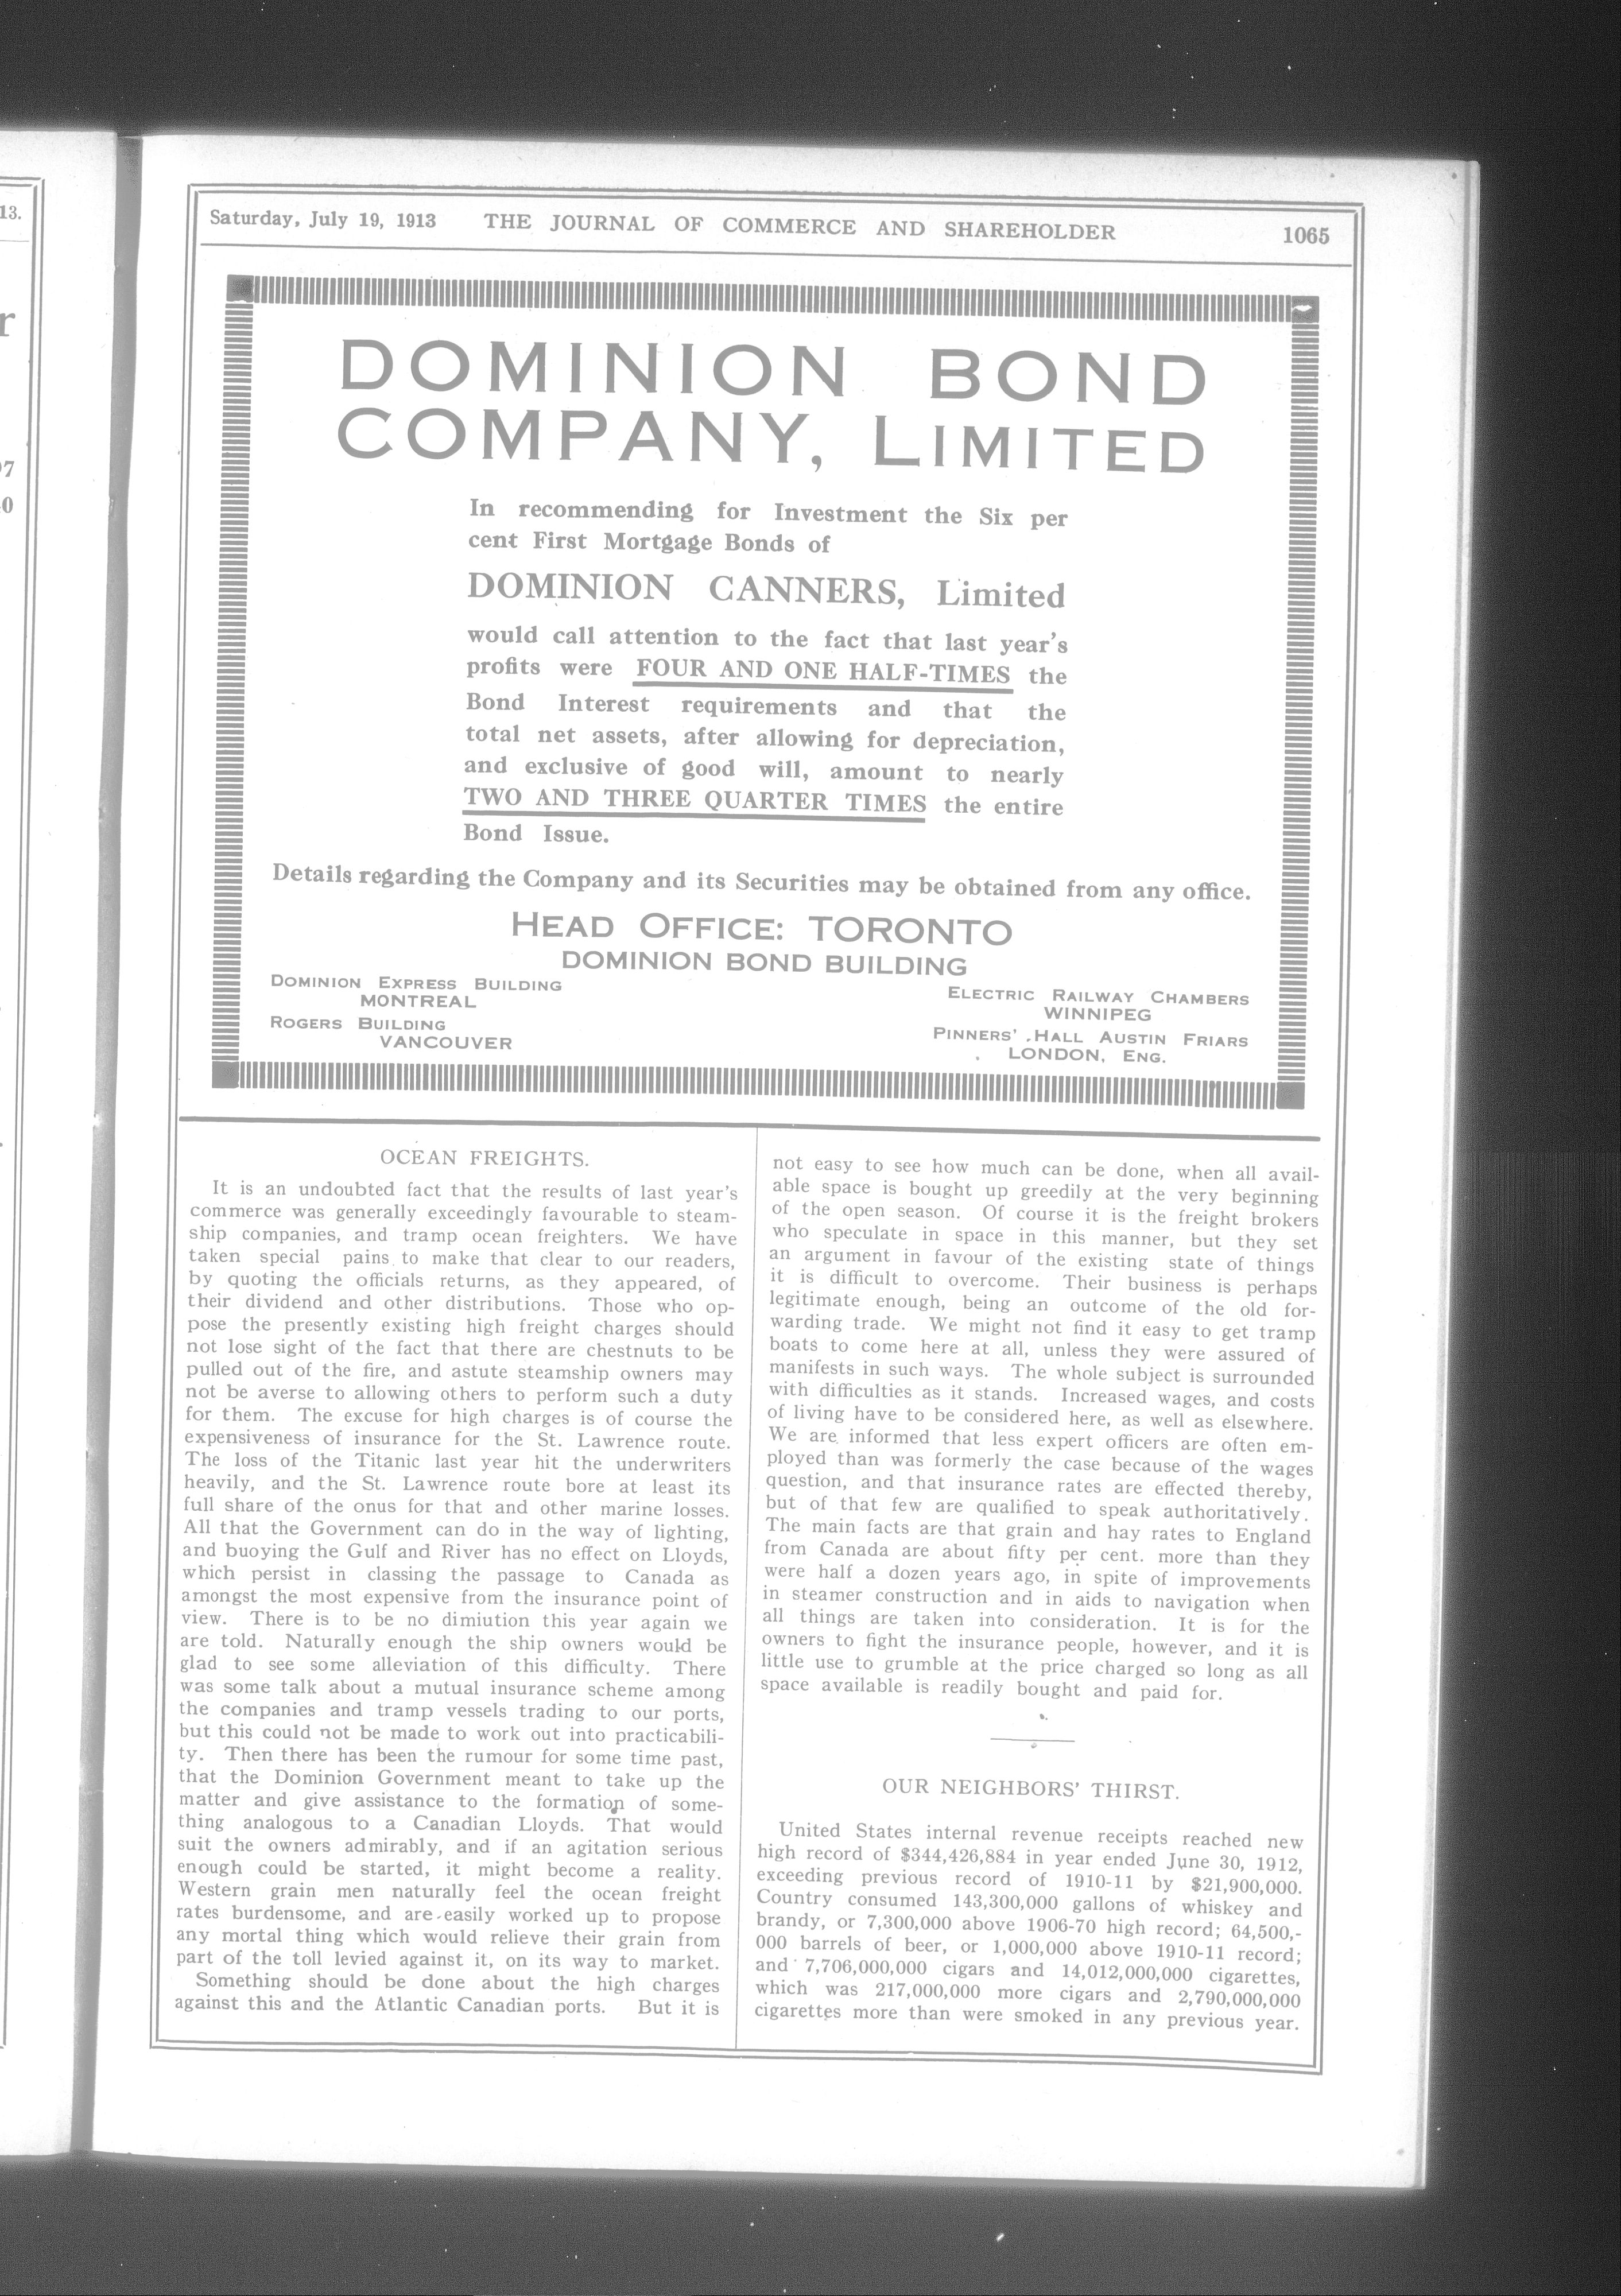 13.
r
97
40
Saturday, July 19, 1913 THE JOURNAL OF COMMERCE AND SHAREHOLDER 1065
DOMINION BOND
COMPANY, LIMITED
In recommending for Investment the Six per
cent First Mortgage Bonds of
DOMINION CANNERS, Limited
would call attention to the fact that last year's
profits were FOUR AND ONE HALF-TIMES the
Bond Interest requirements and that the
total net assets, after allowing for depreciation,
and exclusive of good will, amount to nearly
TWO AND THREE QUARTER TIMES the entire
Bond Issue.
Details regarding the Company and its Securities may be obtained from any office.
HEAD OFFICE: TORONTO
DOMINION BOND BUILDING
DOMINION EXPRESS BUILDING
MONTREAL
ROGERS BUILDING
VANCOUVER
ELECTRIC RAILWAY CHAMBERS
WINNIPEG
PINNERS' HALL AUSTIN FRIARS
LONDON, ENG.
OCEAN FREIGHTS.
It is an undoubted fact that the results of last year's
commerce was generally exceedingly favourable to steam-
ship companies, and tramp ocean freighters. We have
taken special pains to make that clear to our readers,
by quoting the officials returns, as they appeared, of
their dividend and other distributions. Those who op-
pose the presently existing high freight charges should
not lose sight of the fact that there are chestnuts to be
pulled out of the fire, and astute steamship owners may
not be averse to allowing others to perform such a duty
for them. The excuse for high charges is of course the
expensiveness of insurance for the St. Lawrence route.
The loss of the Titanic last year hit the underwriters
heavily, and the St. Lawrence route bore at least its
full share of the onus for that and other marine losses.
All that the Government can do in the way of lighting,
and buoying the Gulf and River has no effect on Lloyds,
which persist in classing the passage to Canada as
amongst the most expensive from the insurance point of
view. There is to be no dimiution this year again we
are told. Naturally enough the ship owners would be
glad to see some alleviation of this difficulty. There
was some talk about a mutual insurance scheme among
the companies and tramp vessels trading to our ports,
but this could not be made to work out into practicabili-
ty. Then there has been the rumour for some time past,
that the Dominion Government meant to take up the
matter and give assistance to the formation of some-
thing analogous to a Canadian Lloyds. That would
suit the owners admirably, and if an agitation serious
enough could be started, it might become a reality.
Western grain men naturally feel the ocean freight
rates burdensome, and are easily worked up to propose
any mortal thing which would relieve their grain from
part of the toll levied against it, on its way to market.
Something should be done about the high charges
against this and the Atlantic Canadian ports. But it is
not easy to see how much can be done, when all avail-
able space is bought up greedily at the very beginning
of the open season. Of course it is the freight brokers
who speculate in space in this manner, but they set
an argument in favour of the existing state of things
it is difficult to overcome. Their business is perhaps
legitimate enough, being an outcome of the old for-
warding trade. We might not find it easy to get tramp
boats to come here at all, unless they were assured of
manifests in such ways. The whole subject is surrounded
with difficulties as it stands. Increased wages, and costs
of living have to be considered here, as well as elsewhere.
We are informed that less expert officers are often em-
ployed than was formerly the case because of the wages
question, and that insurance rates are effected thereby,
but of that few are qualified to speak authoritatively.
The main facts are that grain and hay rates to England
from Canada are about fifty per cent. more than they
were half a dozen years ago, in spite of improvements
in steamer construction and in aids to navigation when
all things are taken into consideration. It is for the
owners to fight the insurance people, however, and it is
little use to grumble at the price charged so long as all
space available is readily bought and paid for.
OUR NEIGHBORS' THIRST.
United States internal revenue receipts reached new
high record of $344,426,884 in year ended June 30, 1912,
exceeding previous record of 1910-11 by $21,900,000.
Country consumed 143,300,000 gallons of whiskey and
brandy, or 7,300,000 above 1906-70 high record; 64,500,-
000 barrels of beer, or 1,000,000 above 1910-11 record;
and 7,706,000,000 cigars and 14,012,000,000 cigarettes,
which was 217,000,000 more cigars and 2,790,000,000
cigarettes more than were smoked in any previous year.